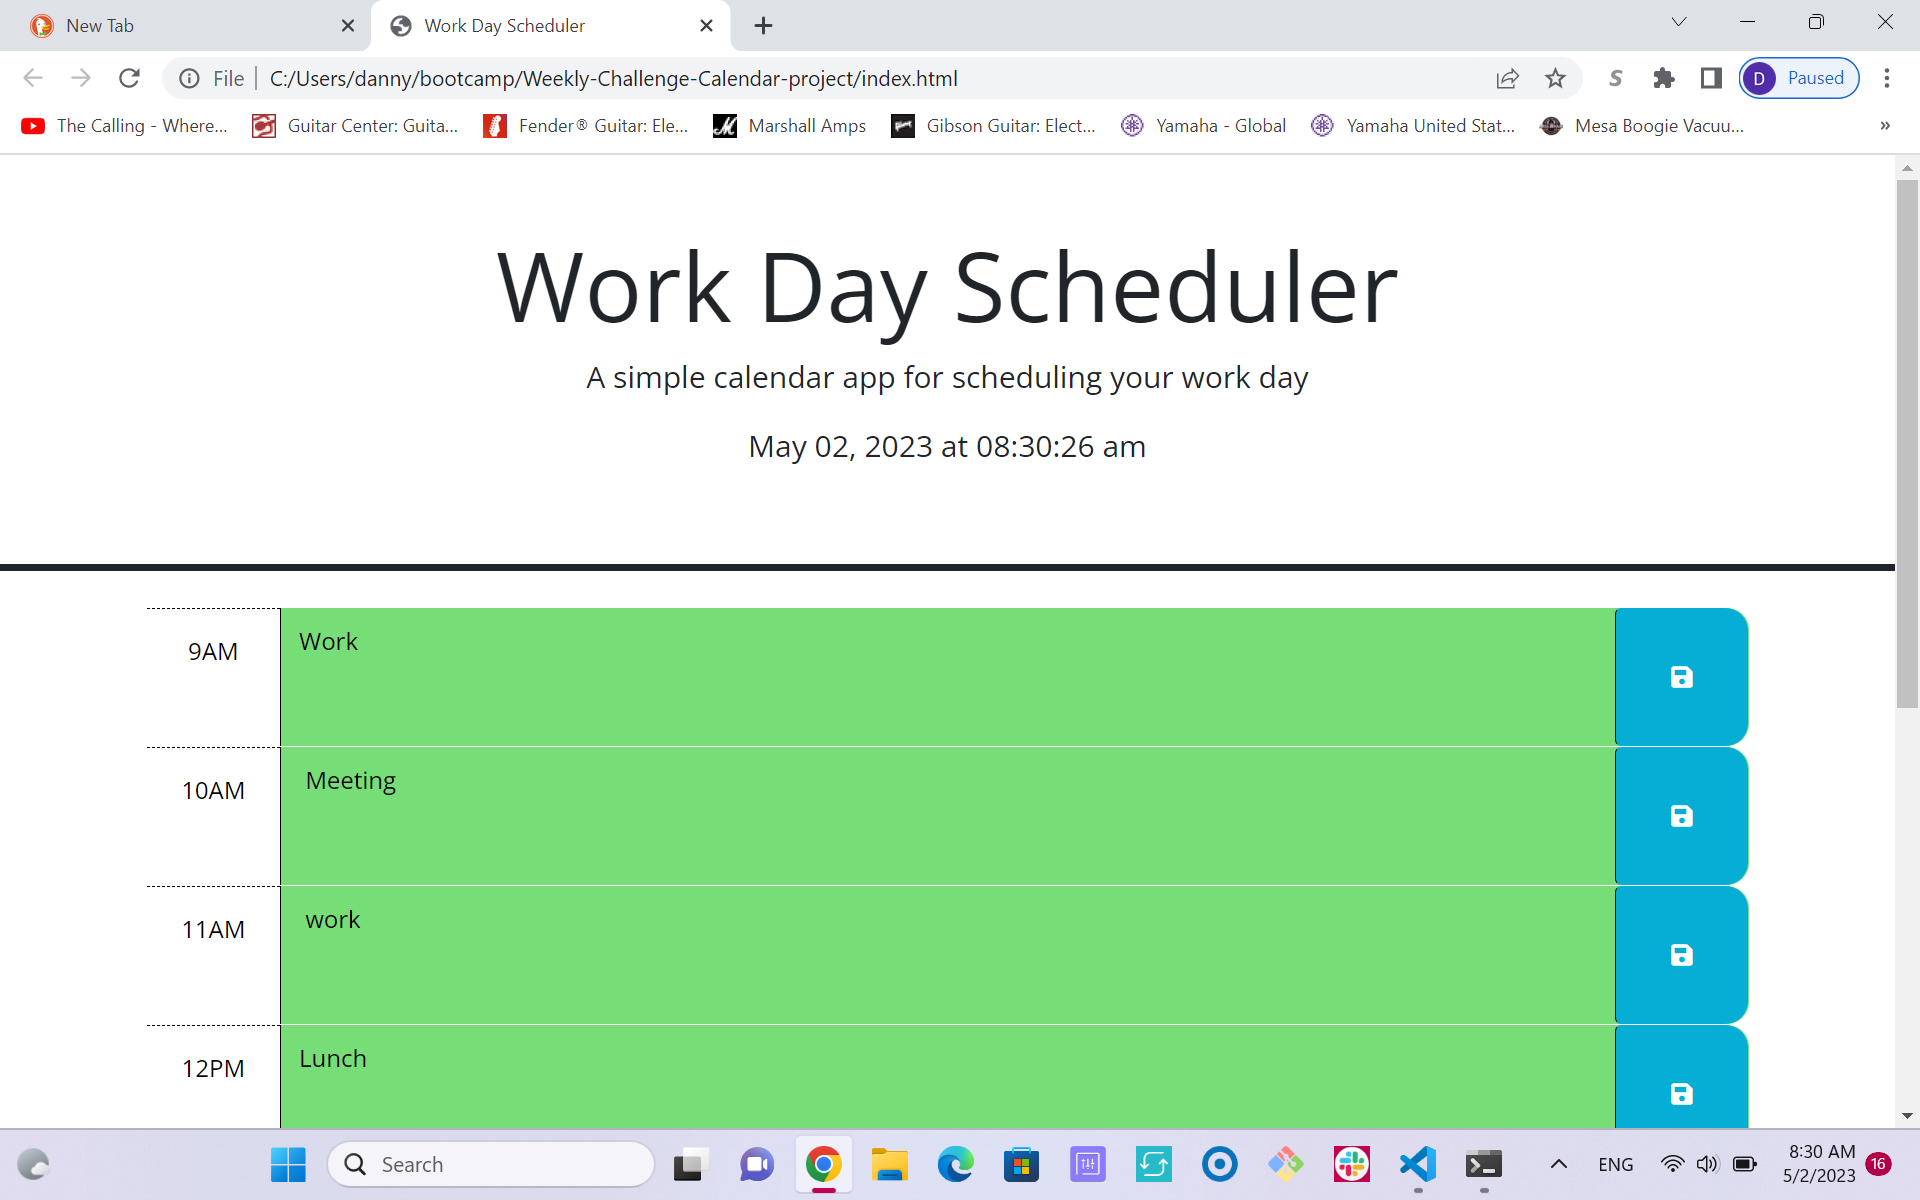 New Tab
Work Day Scheduler
File C:/Users/danny/bootcamp/Weekly-Challenge-Calendar-project/index.html
S
D Paused
The Calling - Where... Guitar Center: Guita... Fender® Guitar: Ele... Marshall Amps Gibson Guitar: Elect... Yamaha - Global Yamaha United Stat... Mesa Boogie Vacuu... »
Work Day Scheduler
A simple calendar app for scheduling your work day
May 02, 2023 at 08:30:26 am
9AM Work
10AM Meeting
11AM work
12PM Lunch
Search
ENG
8:30 AM
5/2/2023
16